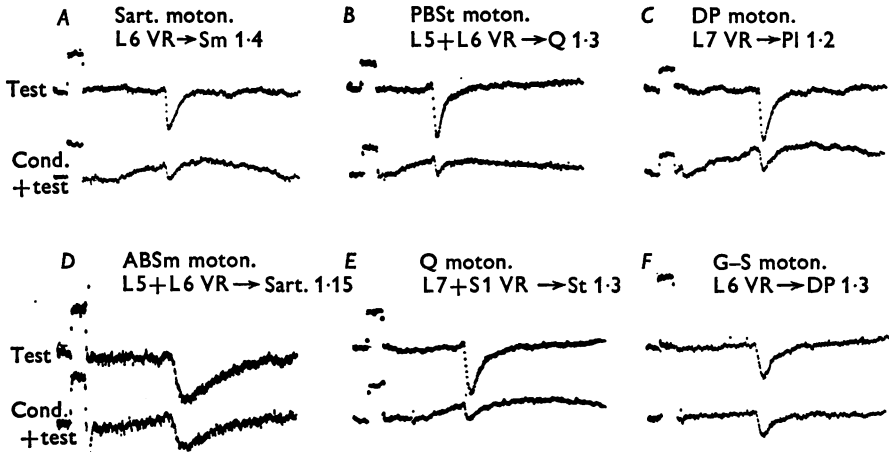 A Sart. moton.
L6 VR→Sm 1·4
B PBSt moton.
L5+L6 VR→Q 1·3
C DP moton.
L7 VR→Pl 1·2
Test
Cond.
+test
D ABSm moton.
L5+L6 VR→ Sart. 1·15
E Q moton.
L7+S1 VR →St 1·3
F G–S moton.
L6 VR→DP 1·3
Test
Cond.
+test